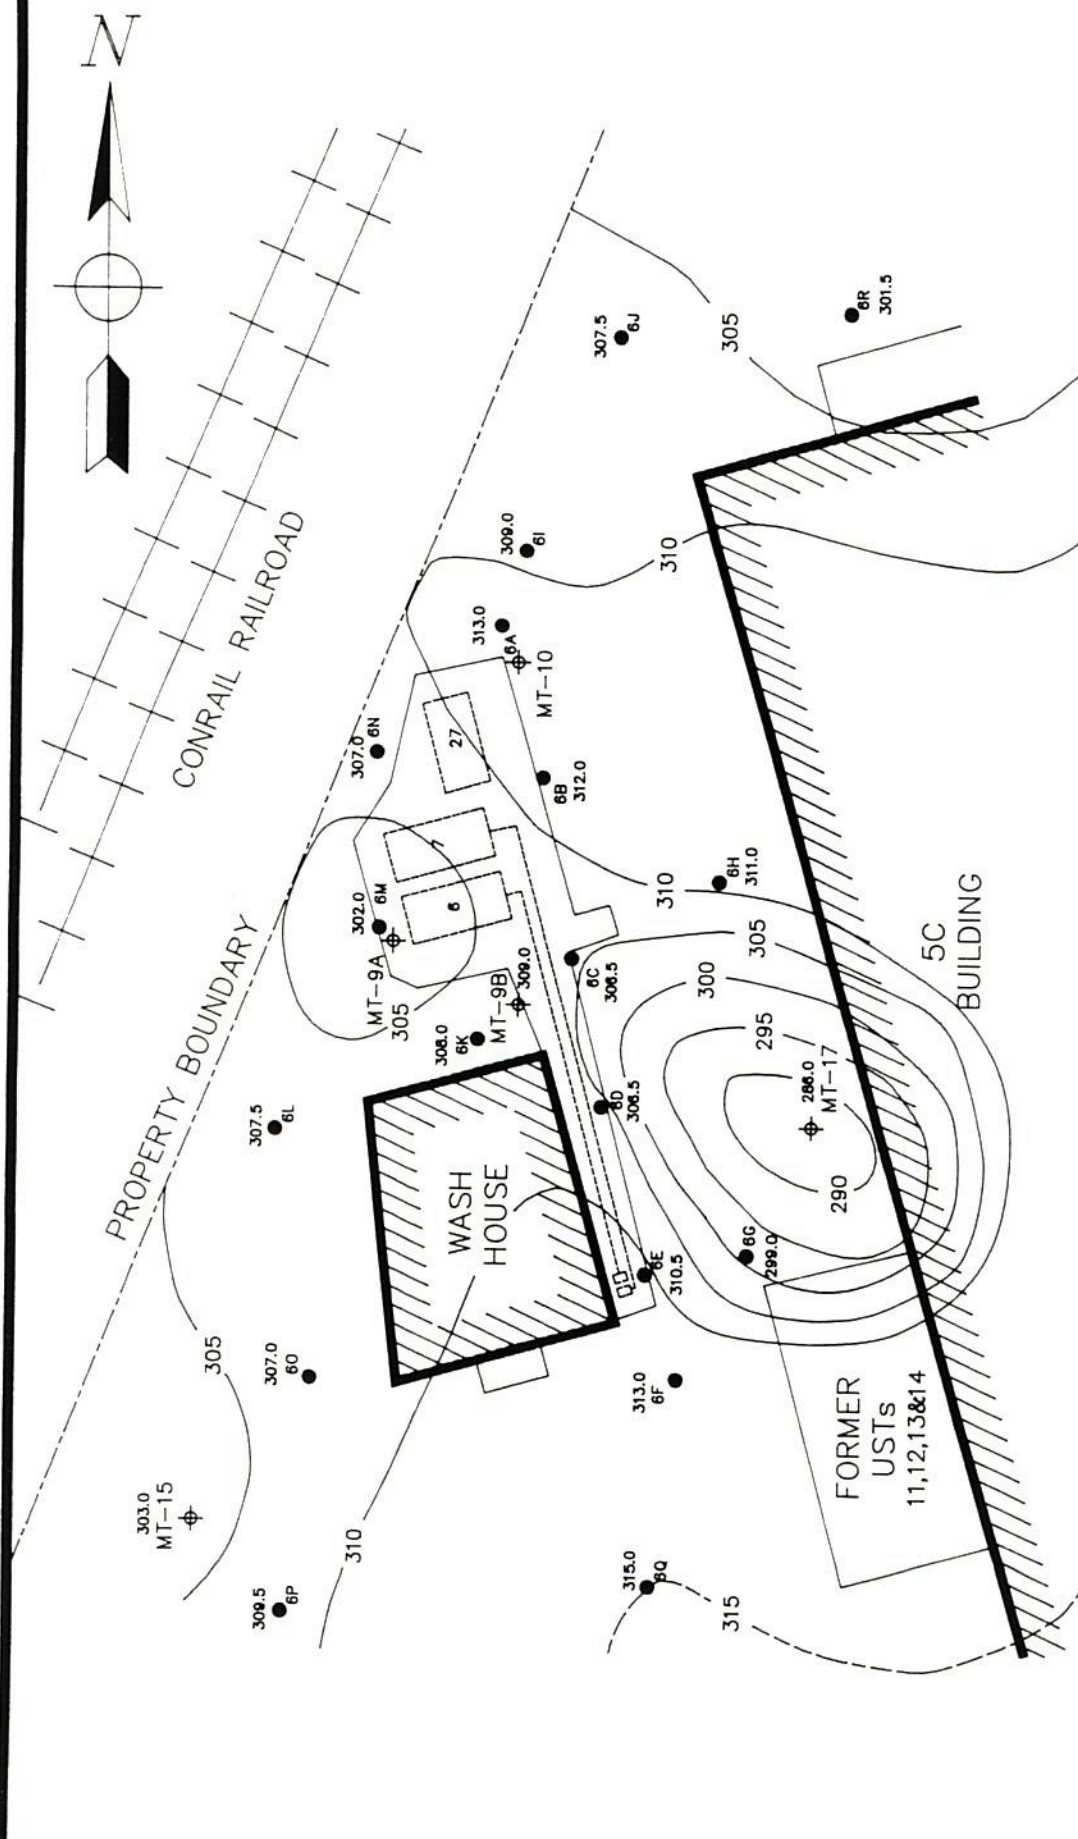 N
CONRAIL RAILROAD
PROPERTY BOUNDARY
307.5
6J
6R
301.5
305
309.0
6I
310
313.0
6A
MT-10
307.0
6N
27
6B
312.0
7
6
302.0
6M
MT-9A
305
310
6H
311.0
309.0
MT-9B
6C
306.5
305
300
295
308.0
6K
5C
BUILDING
307.5
6L
6D
306.5
286.0
MT-17
290
WASH
HOUSE
6E
310.5
6G
299.0
305
307.0
6O
313.0
6F
FORMER
USTs
11,12,13&14
303.0
MT-15
310
309.5
6P
315.0
6Q
315